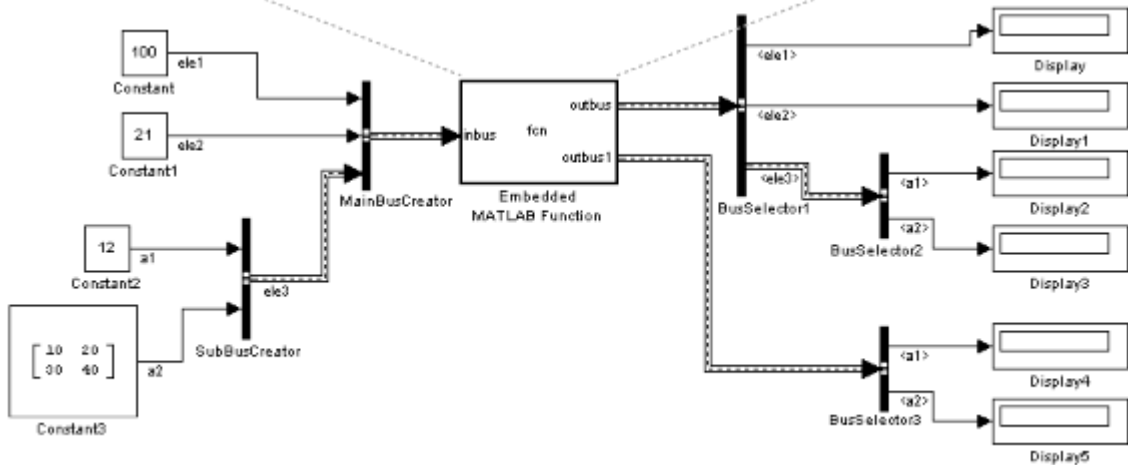 100
ele1
Constant
21
ele2
Constant1
12
a1
Constant2
10 20
30 40
a2
Constant3
ele3
SubBusCreator
MainBusCreator
inbus
fcn
outbus
outbus1
Embedded
MATLAB Function
<ele1>
<ele2>
<ele3>
BusSelector1
<a1>
<a2>
BusSelector2
<a1>
<a2>
BusSelector3
Display
Display1
Display2
Display3
Display4
Display5